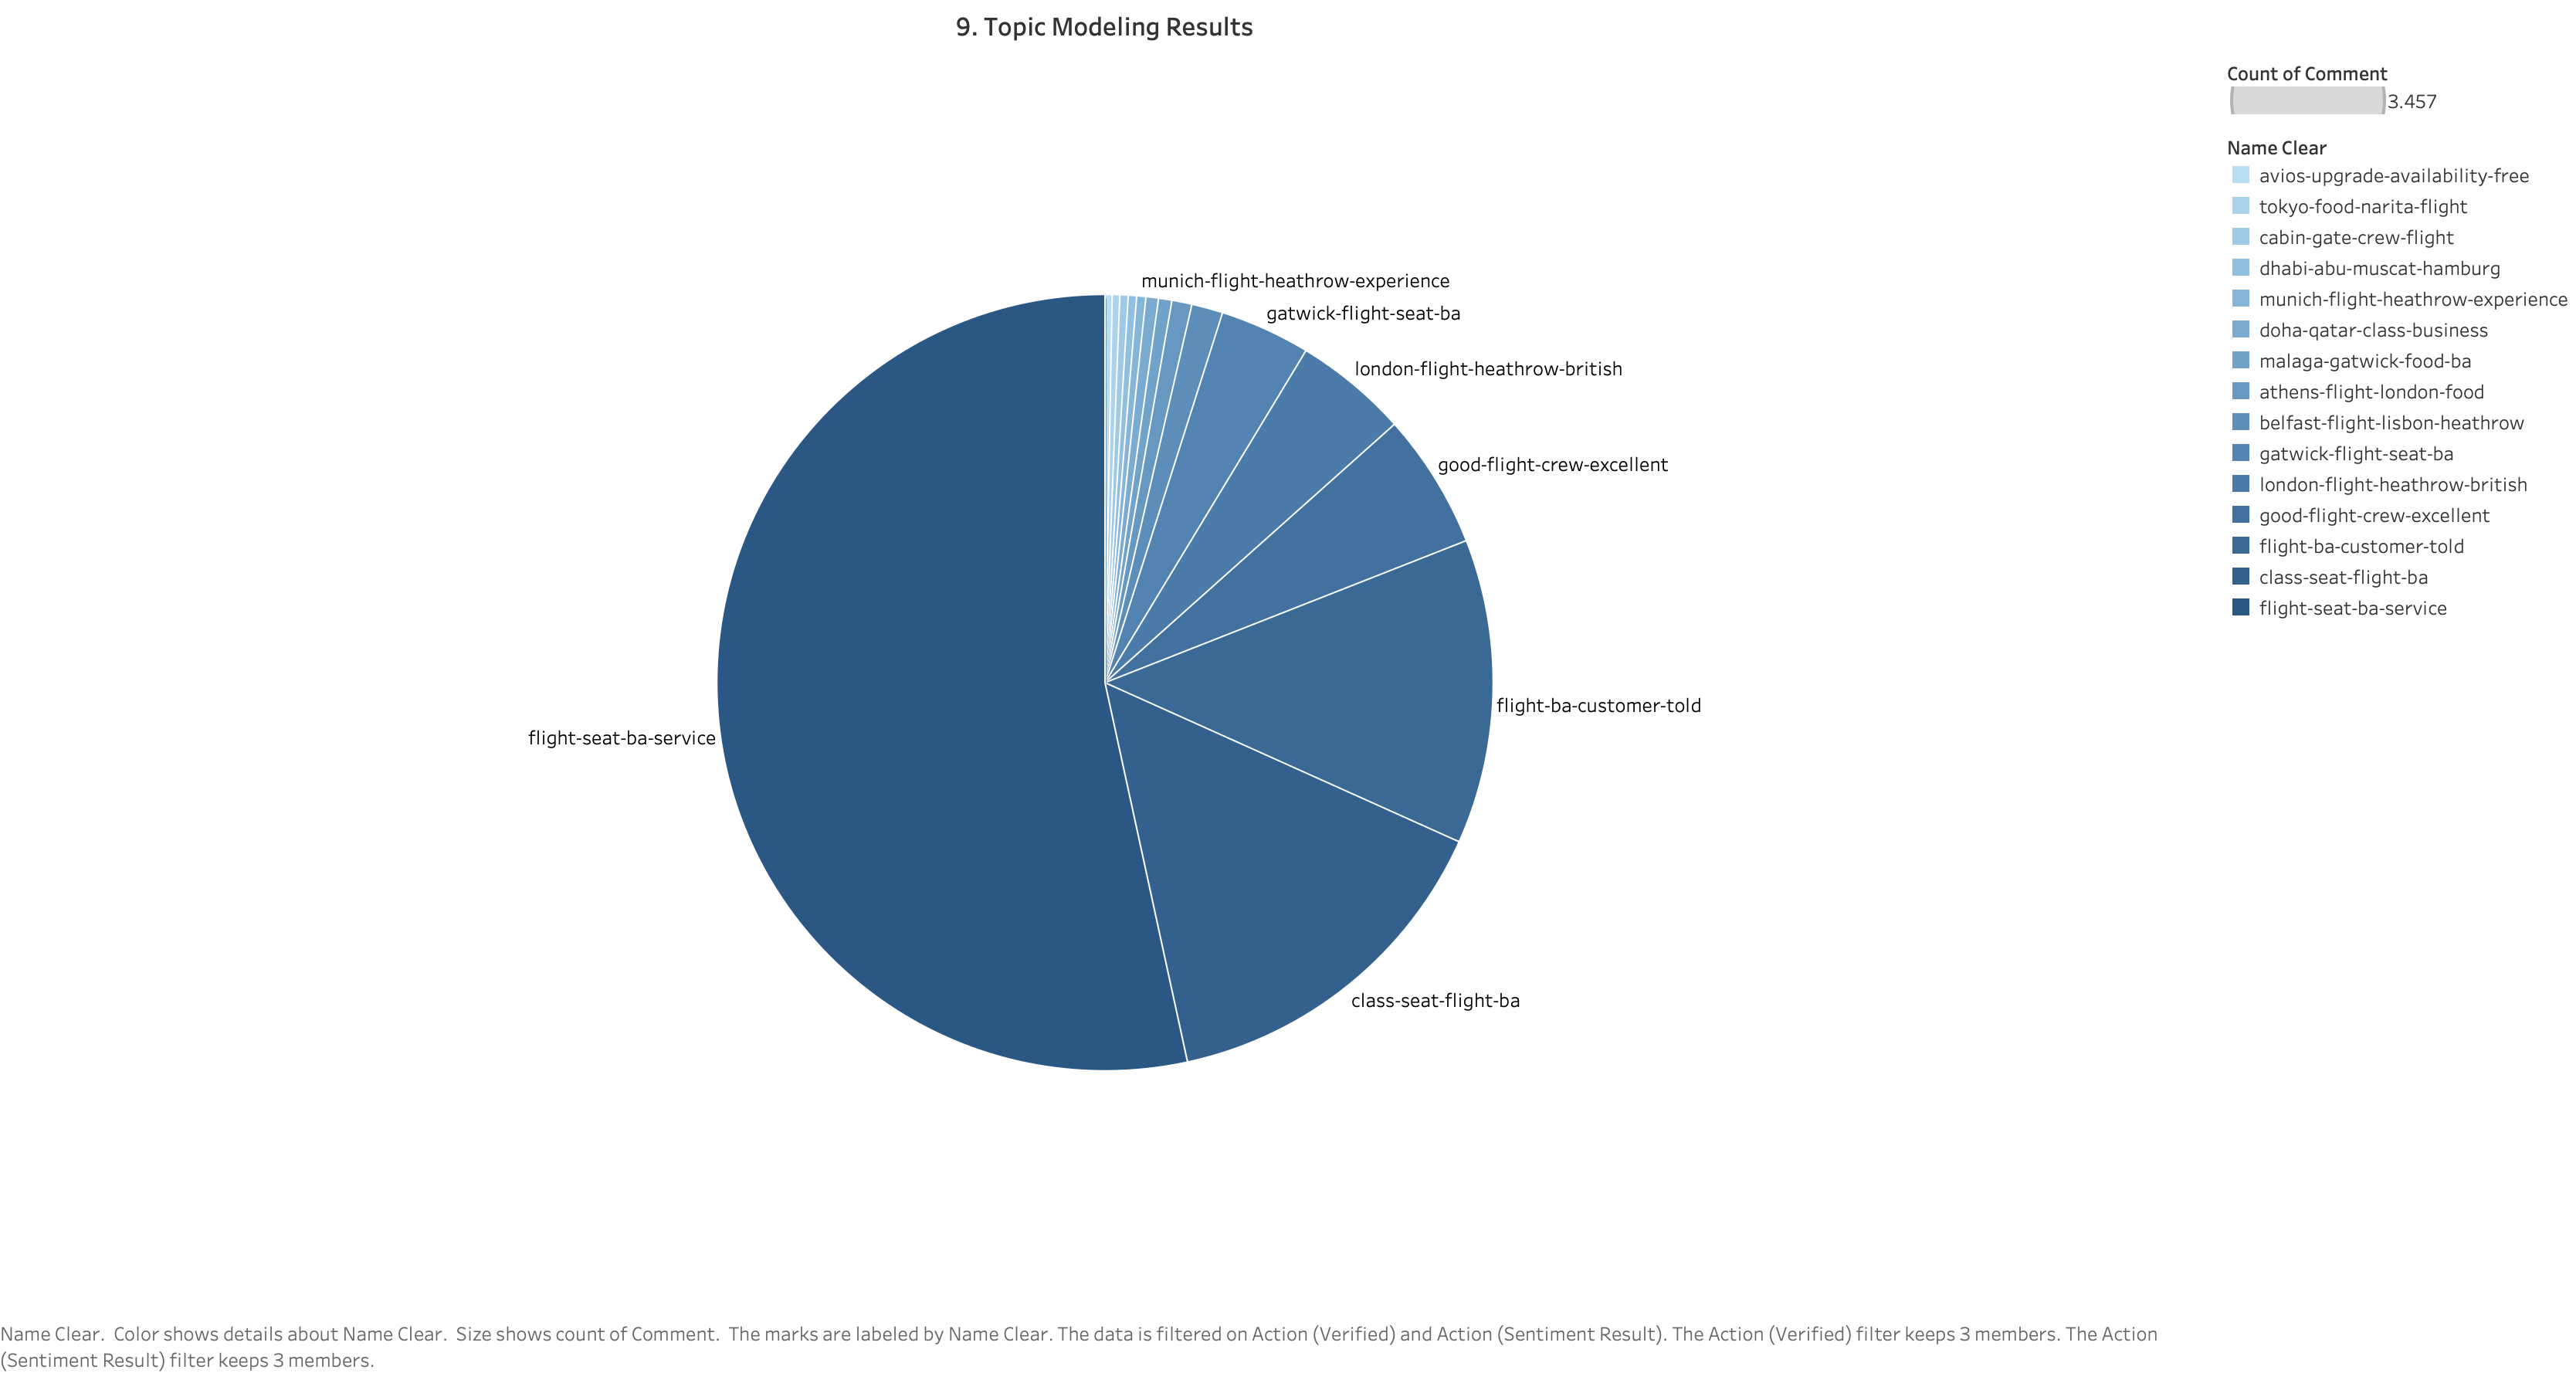 9. Topic Modeling Results
Count of Comment
3.457
Name Clear
avios-upgrade-availability-free
tokyo-food-narita-flight
cabin-gate-crew-flight
dhabi-abu-muscat-hamburg
munich-flight-heathrow-experience
doha-qatar-class-business
malaga-gatwick-food-ba
athens-flight-london-food
belfast-flight-lisbon-heathrow
gatwick-flight-seat-ba
london-flight-heathrow-british
good-flight-crew-excellent
flight-ba-customer-told
class-seat-flight-ba
flight-seat-ba-service
munich-flight-heathrow-experience
gatwick-flight-seat-ba
london-flight-heathrow-british
good-flight-crew-excellent
flight-ba-customer-told
flight-seat-ba-service
class-seat-flight-ba
Name Clear.  Color shows details about Name Clear.  Size shows count of Comment.  The marks are labeled by Name Clear. The data is filtered on Action (Verified) and Action (Sentiment Result). The Action (Verified) filter keeps 3 members. The Action
(Sentiment Result) filter keeps 3 members.